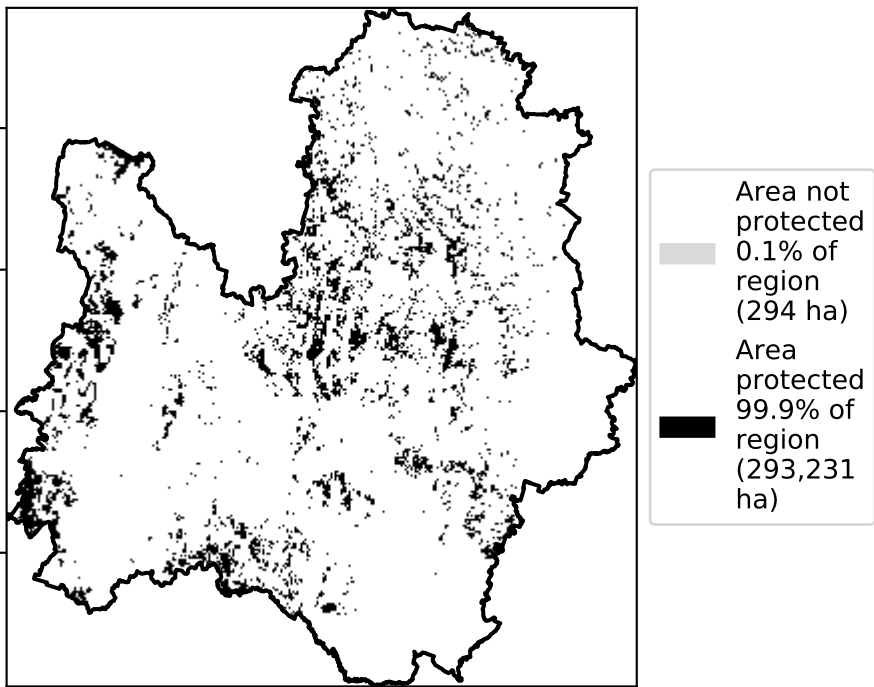 Area not
protected
0.1% of
region
(294 ha)
Area
protected
99.9% of
region
(293,231
ha)